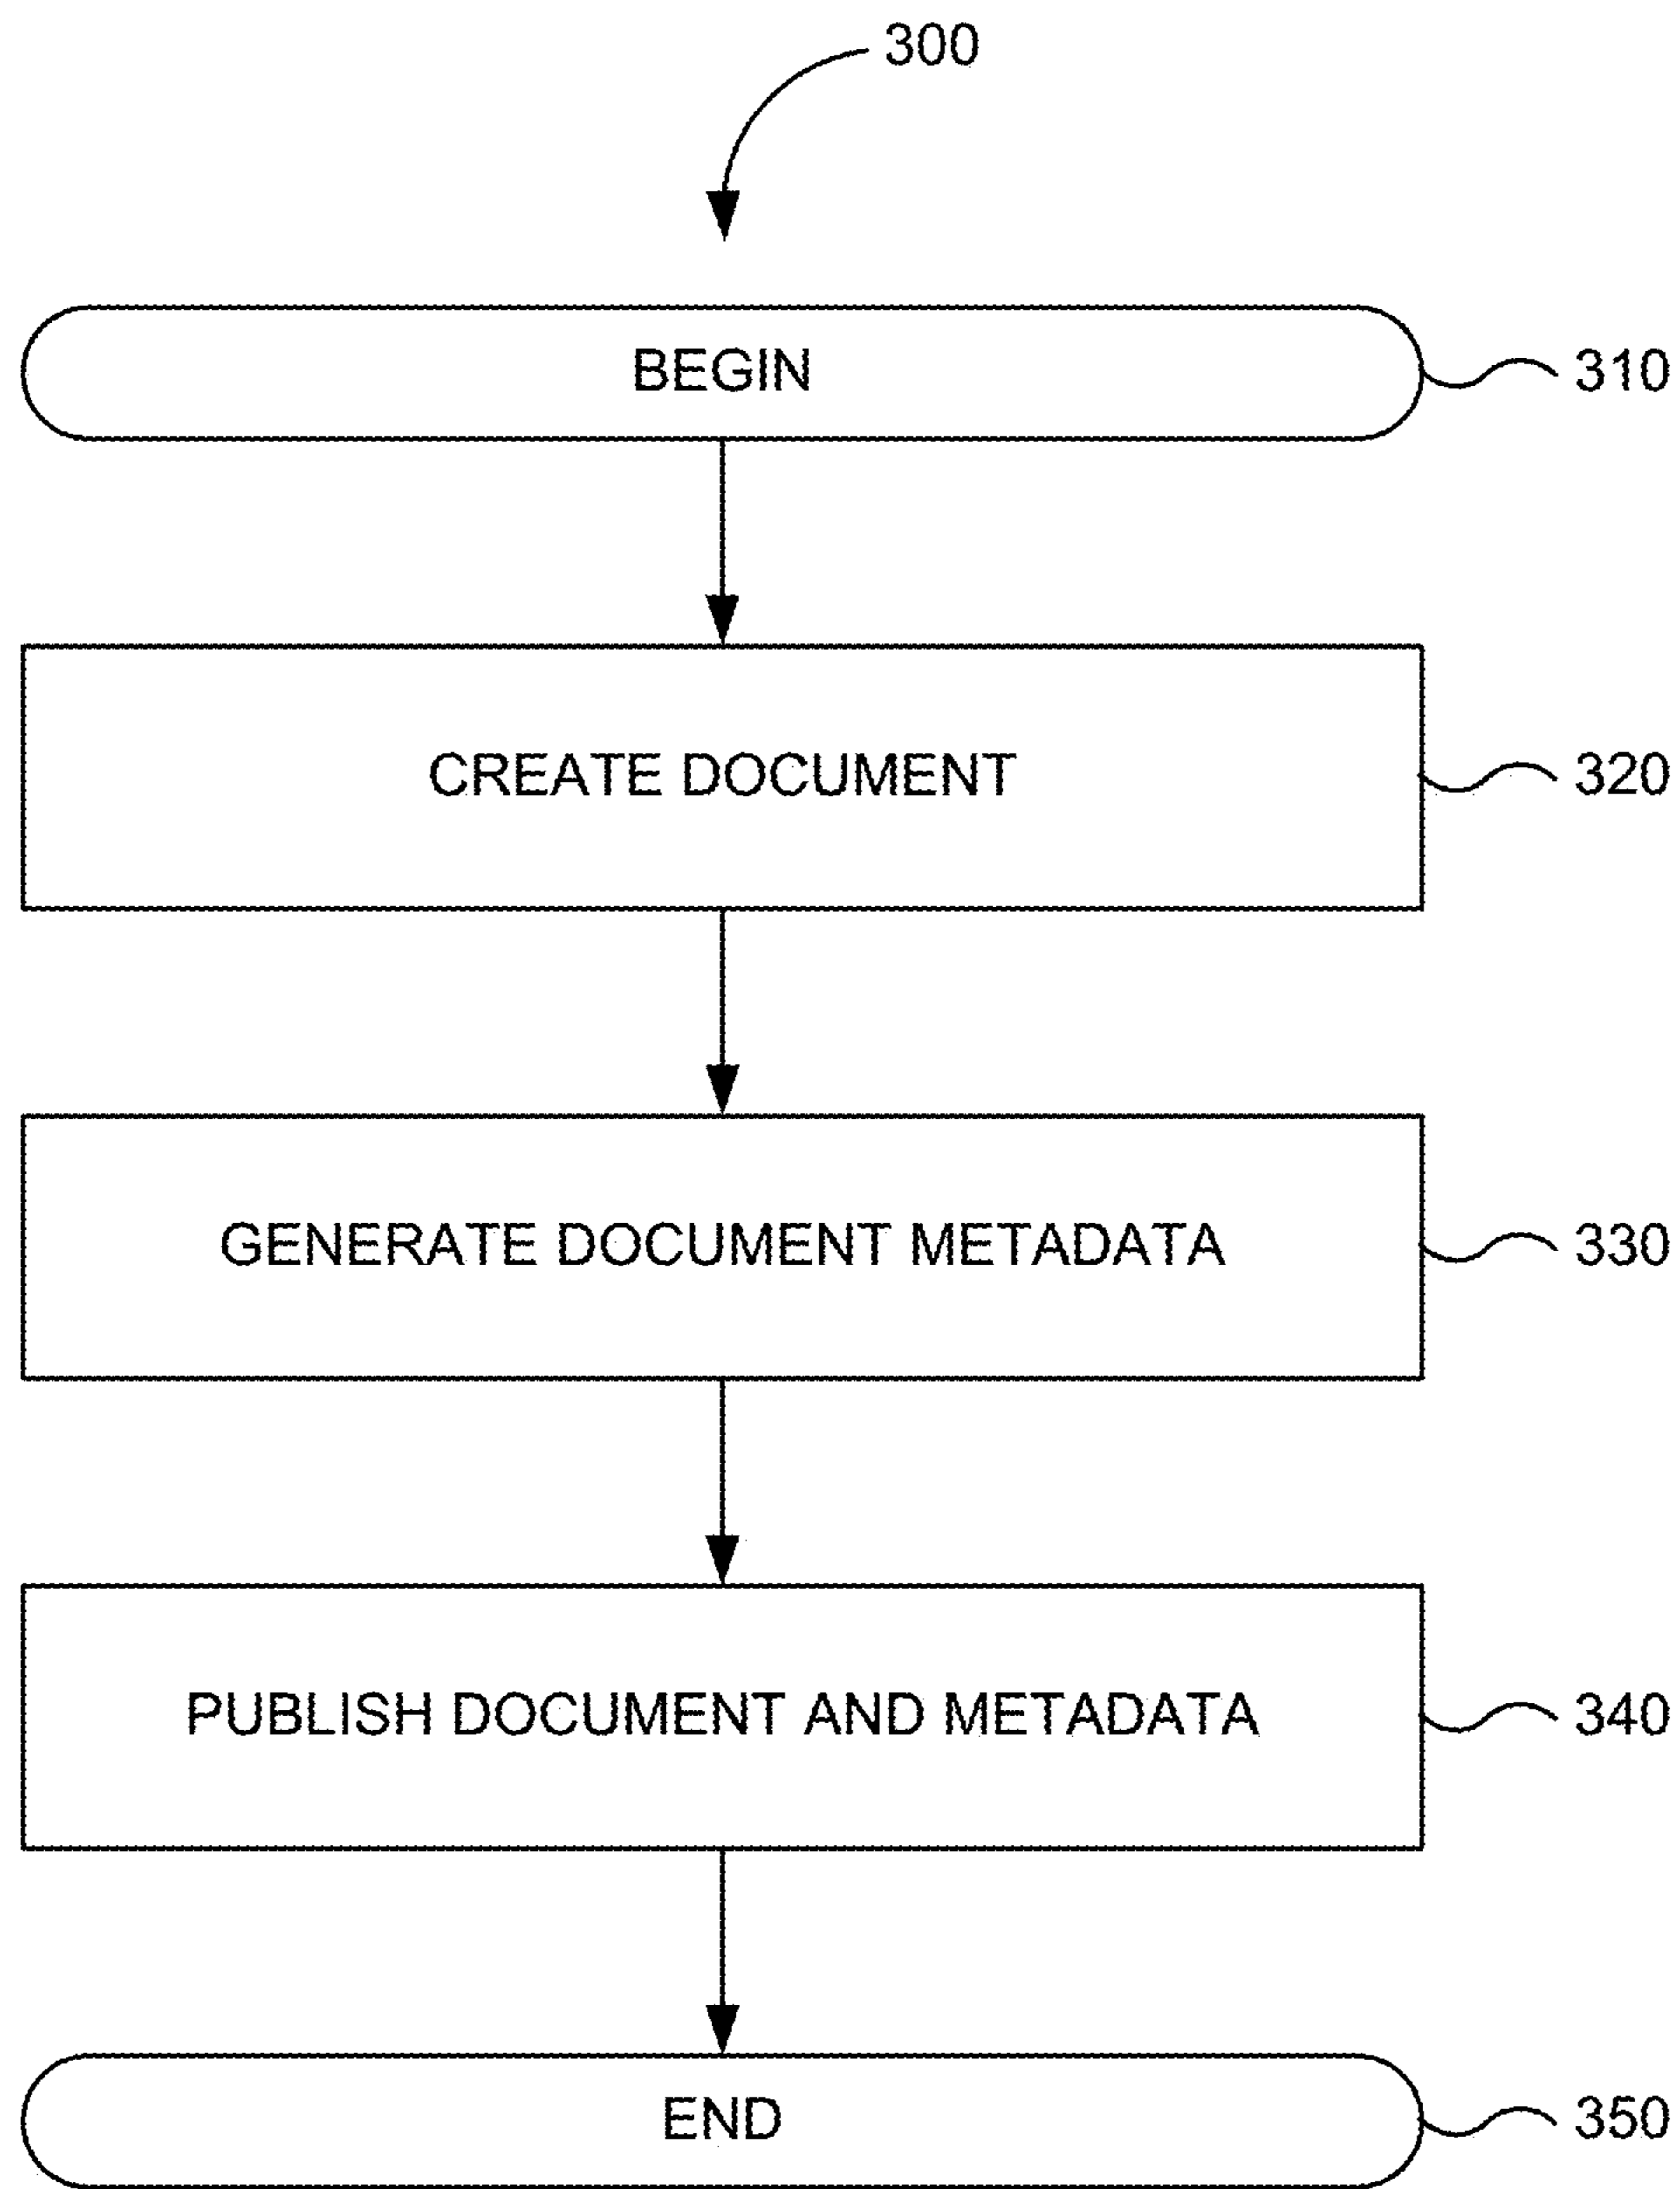 300
BEGIN
310
CREATE DOCUMENT
320
GENERATE DOCUMENT METADATA
330
PUBLISH DOCUMENT AND METADATA
340
END
350